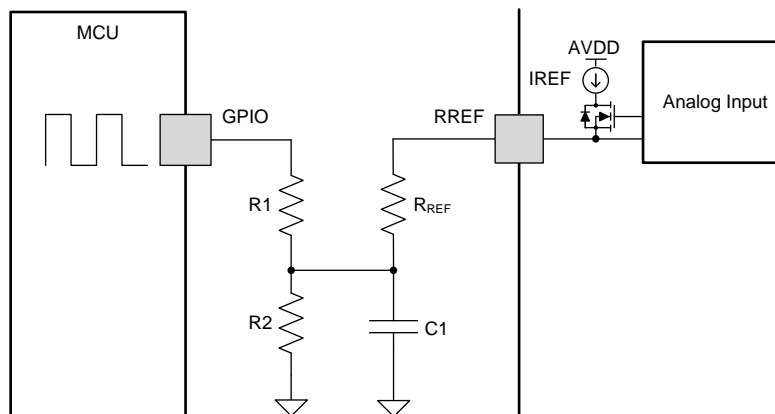 MCU
AVDD
IREF
Analog Input
GPIO
RREF
R1
RREF
R2
C1